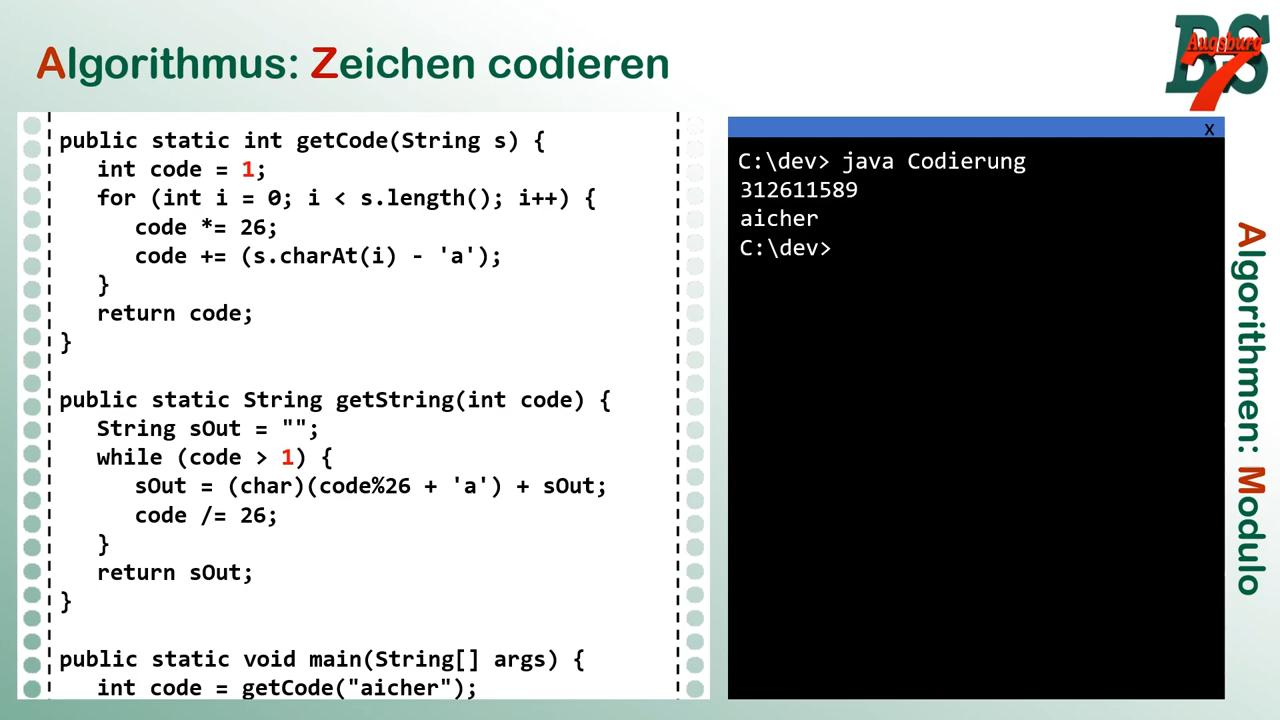 Algorithmus: Zeichen codieren
BS
Augsburg
7
public static int getCode(String s) {
int code = 1;
for (int i = 0; i < s.length(); i++) {
code *= 26;
code += (s.charAt(i) - 'a');
}
return code;
}
public static String getString(int code) {
String sOut = "";
while (code > 1) {
sOut = (char)(code%26 + 'a') + sOut;
code /= 26;
}
return sOut;
}
public static void main(String[] args) {
int code = getCode("aicher");
x
C:\dev> java Codierung
312611589
aicher
C:\dev>
Algorithmen: Modulo